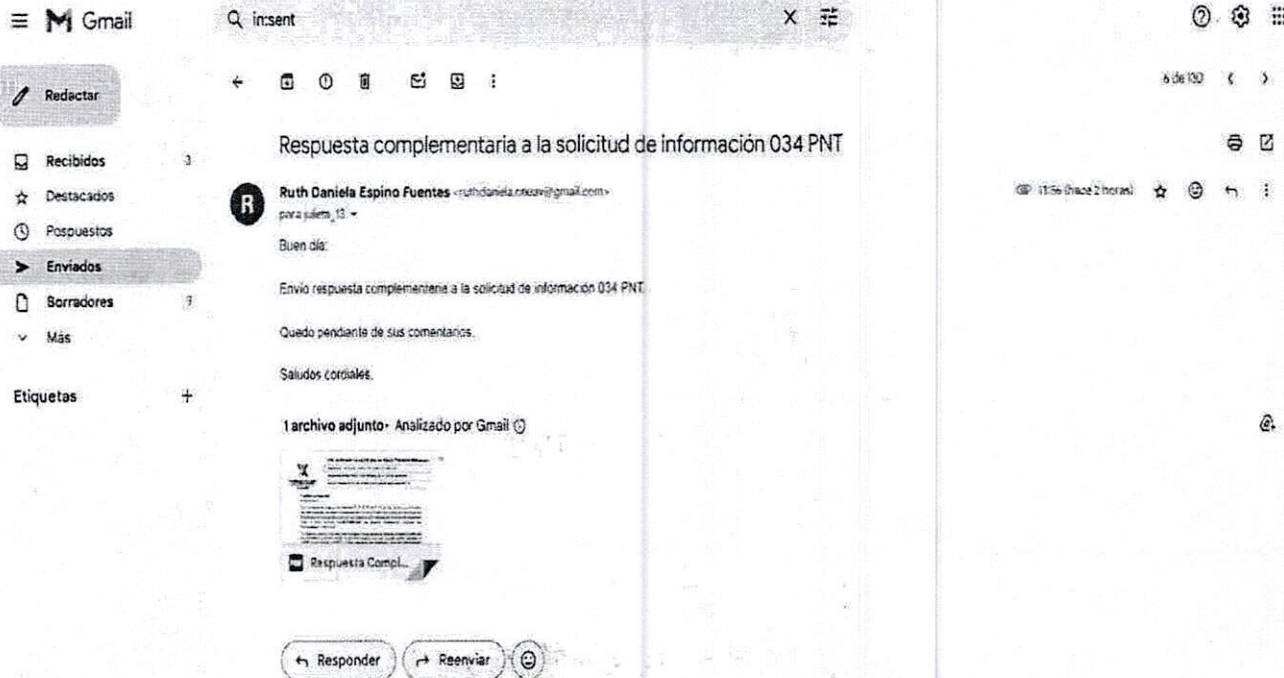 Gmail
in:sent
Redactar
6 de 130
Respuesta complementaria a la solicitud de información 034 PNT
Recibidos 3
Destacados
Pospuestos
Enviados
Borradores
Más
Etiquetas
R
Ruth Daniela Espino Fuentes
11:56 (hace 2 horas)
para
Buen día:
Envío respuesta complementaria a la solicitud de información 034 PNT.
Quedo pendiente de sus comentarios.
Saludos cordiales.
1 archivo adjunto • Analizado por Gmail
Respuesta Compl...
Responder
Reenviar